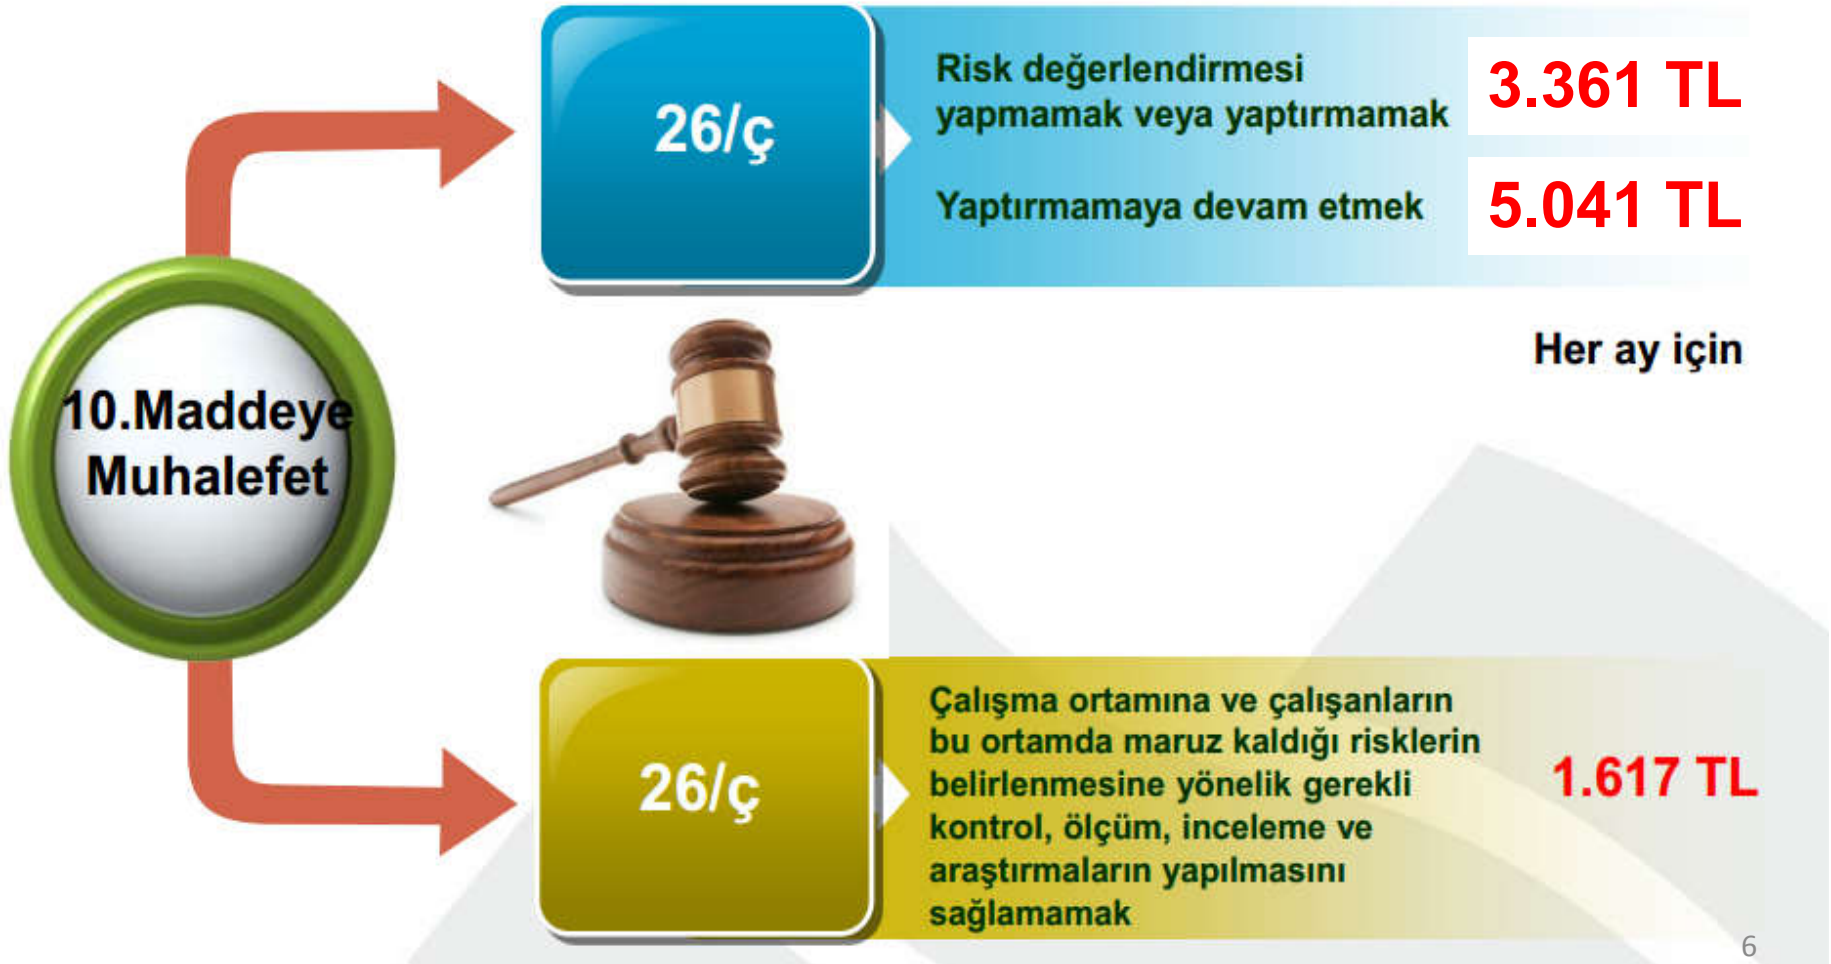 10.Maddeye
Muhalefet
26/ç
Risk değerlendirmesi
yapmamak veya yaptırmamak
3.361 TL
Yaptırmamaya devam etmek
5.041 TL
Her ay için
26/ç
Çalışma ortamına ve çalışanların
bu ortamda maruz kaldığı risklerin
belirlenmesine yönelik gerekli
kontrol, ölçüm, inceleme ve
araştırmaların yapılmasını
sağlamamak
1.617 TL
6